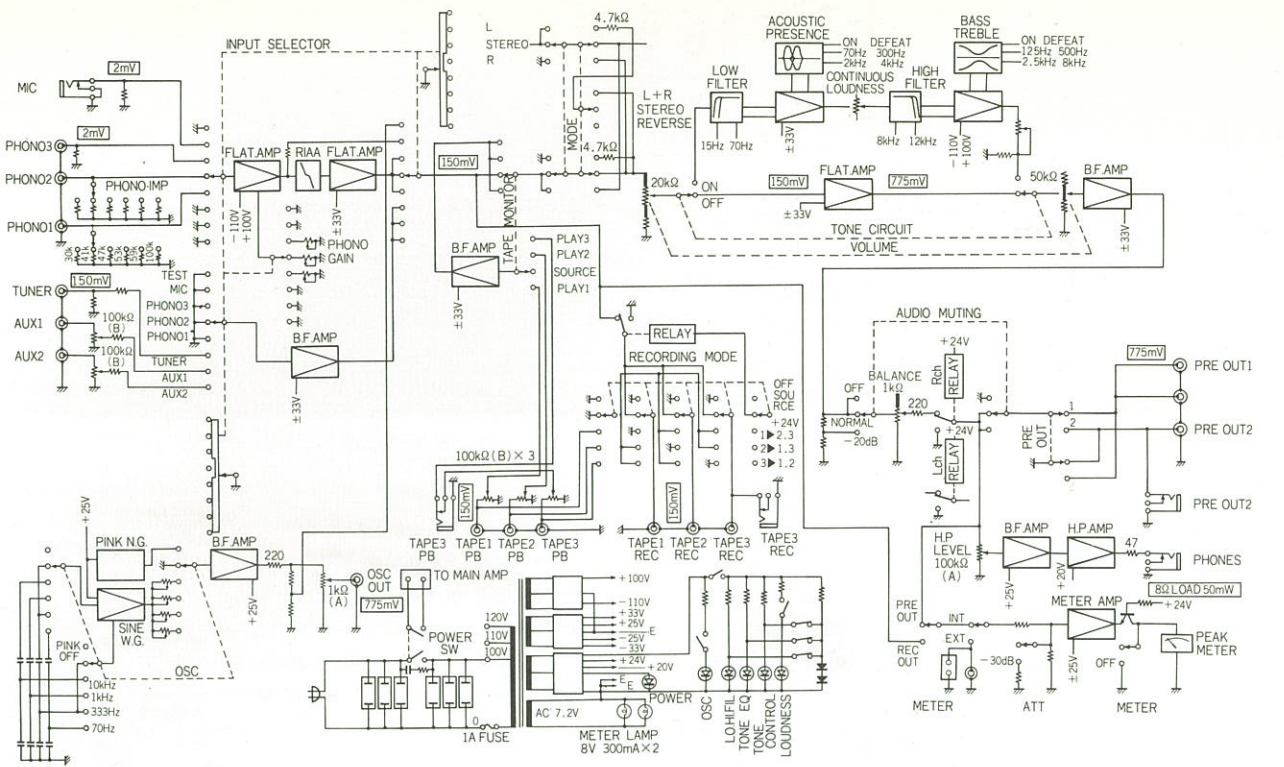 INPUT SELECTOR
MIC
2mV
PHONO3
2mV
PHONO2
PHONO1
PHONO·IMP
30k
41k
47k
53k
59k
100k
FLAT.AMP
RIAA
FLAT.AMP
-110V
+100V
±33V
PHONO
GAIN
150mV
TUNER
AUX1
AUX2
100kΩ
(B)
100kΩ
(B)
TEST
MIC
PHONO3
PHONO2
PHONO1
TUNER
AUX1
AUX2
B.F.AMP
±33V
L
STEREO
R
4.7kΩ
4.7kΩ
MODE
L+R
STEREO
REVERSE
150mV
TAPE MONITOR
B.F.AMP
±33V
PLAY3
PLAY2
SOURCE
PLAY1
ACOUSTIC
PRESENCE
ON DEFEAT
70Hz 300Hz
2kHz 4kHz
BASS
TREBLE
ON DEFEAT
125Hz 500Hz
2.5kHz 8kHz
LOW
FILTER
15Hz 70Hz
±33V
CONTINUOUS
LOUDNESS
HIGH
FILTER
8kHz 12kHz
-110V
+100V
20kΩ
ON
OFF
150mV
FLAT.AMP
775mV
±33V
50kΩ
B.F.AMP
±33V
TONE CIRCUIT
VOLUME
RELAY
RECORDING MODE
OFF
SOU
RCE
+24V
1▶2.3
2▶1.3
3▶1.2
100kΩ(B)×3
150mV
150mV
TAPE3
PB
TAPE1
PB
TAPE2
PB
TAPE3
PB
TAPE1
REC
TAPE2
REC
TAPE3
REC
TAPE3
REC
AUDIO MUTING
+24V
OFF
BALANCE
1kΩ
220
Rch
RELAY
+24V
NORMAL
-20dB
Lch
RELAY
1
2
PRE
OUT
775mV
PRE OUT1
PRE OUT2
PRE OUT2
H.P
LEVEL
100kΩ
(A)
B.F.AMP
H.P.AMP
47
PHONES
+25V
+20V
8Ω LOAD 50mW
+24V
PRE
OUT
REC
OUT
INT
EXT
-30dB
METER AMP
±25V
OFF
PEAK
METER
METER
ATT
METER
+25V
PINK N.G.
B.F.AMP
220
+25V
1kΩ
(A)
OSC
OUT
775mV
TO MAIN AMP
SINE
W.G.
OSC
PINK
OFF
10kHz
1kHz
333Hz
70Hz
POWER
SW
120V
110V
100V
0
1A FUSE
+100V
-110V
+33V
+25V
E
-25V
-33V
+24V
+20V
E
E
POWER
AC 7.2V
METER LAMP
8V 300mA×2
OSC
LO.HI.FIL
TONE EQ
TONE
CONTROL
LOUDNESS